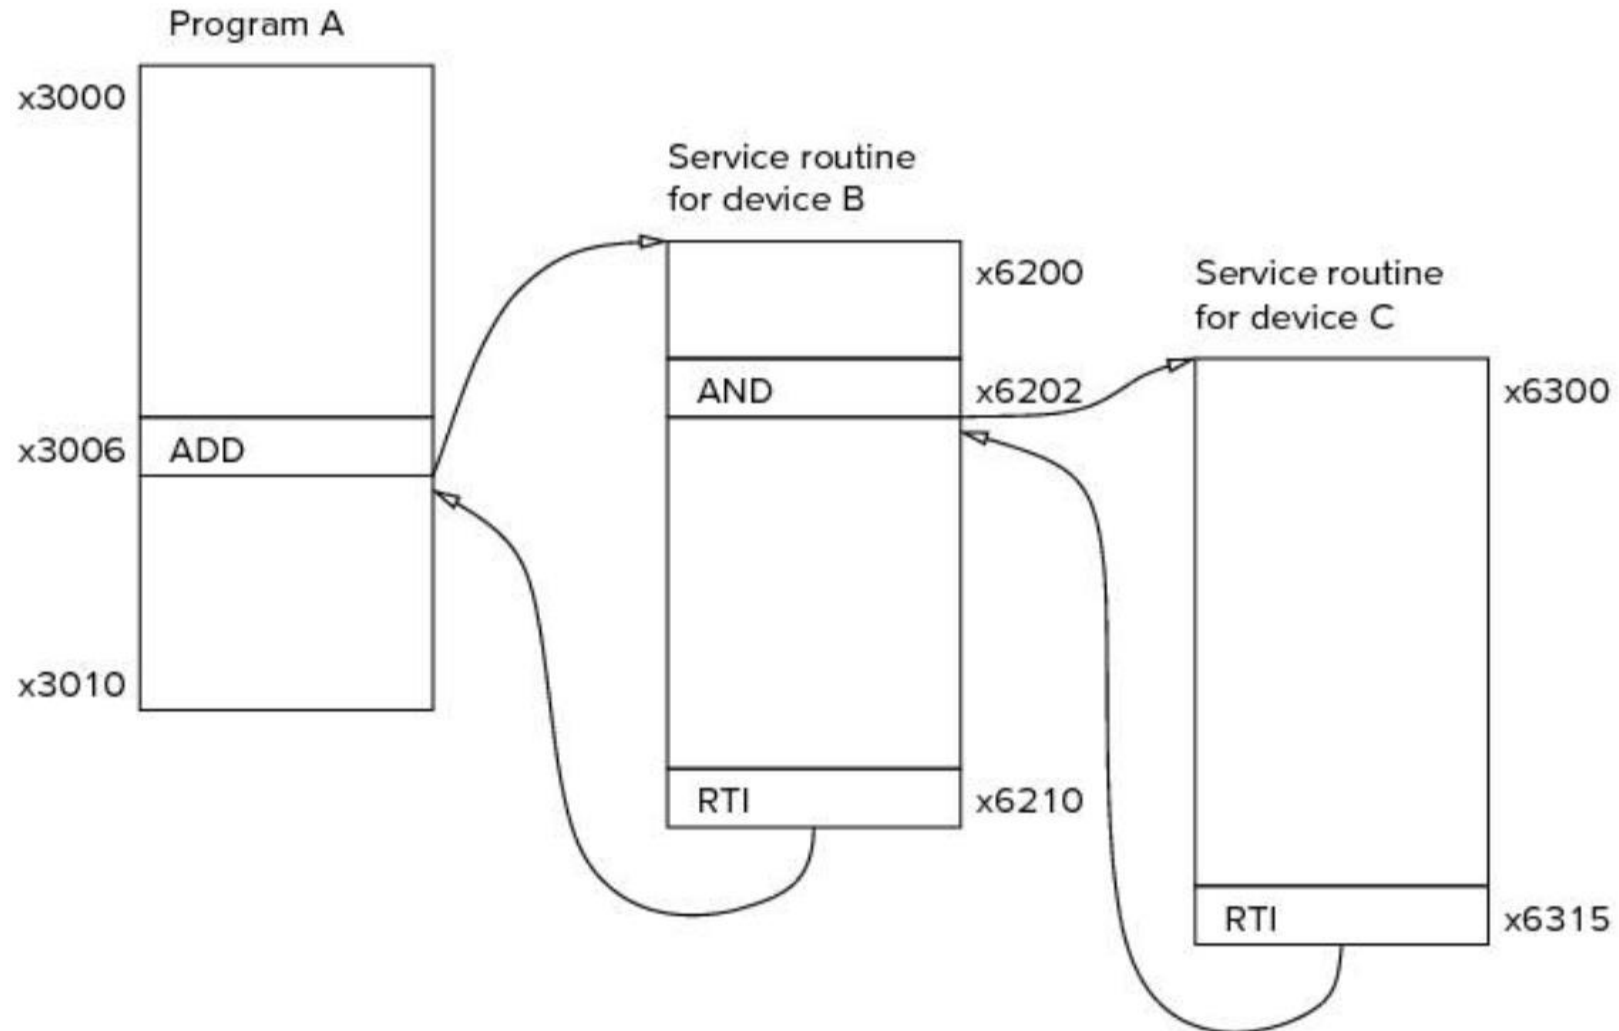 Program A
x3000
x3006
ADD
x3010
Service routine
for device B
x6200
AND
x6202
RTI
x6210
Service routine
for device C
x6300
RTI
x6315